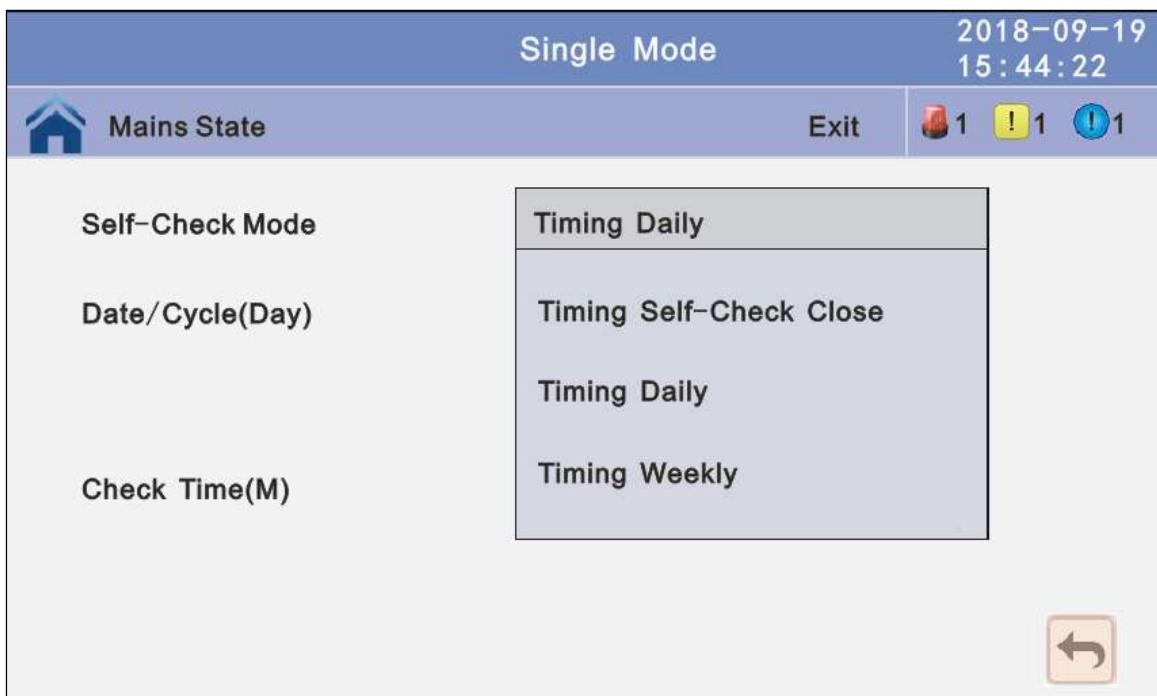 Single Mode
2018-09-19
15:44:22
Mains State
Exit
1
! 1
! 1
Self-Check Mode
Timing Daily
Date/Cycle(Day)
Timing Self-Check Close
Timing Daily
Timing Weekly
Check Time(M)